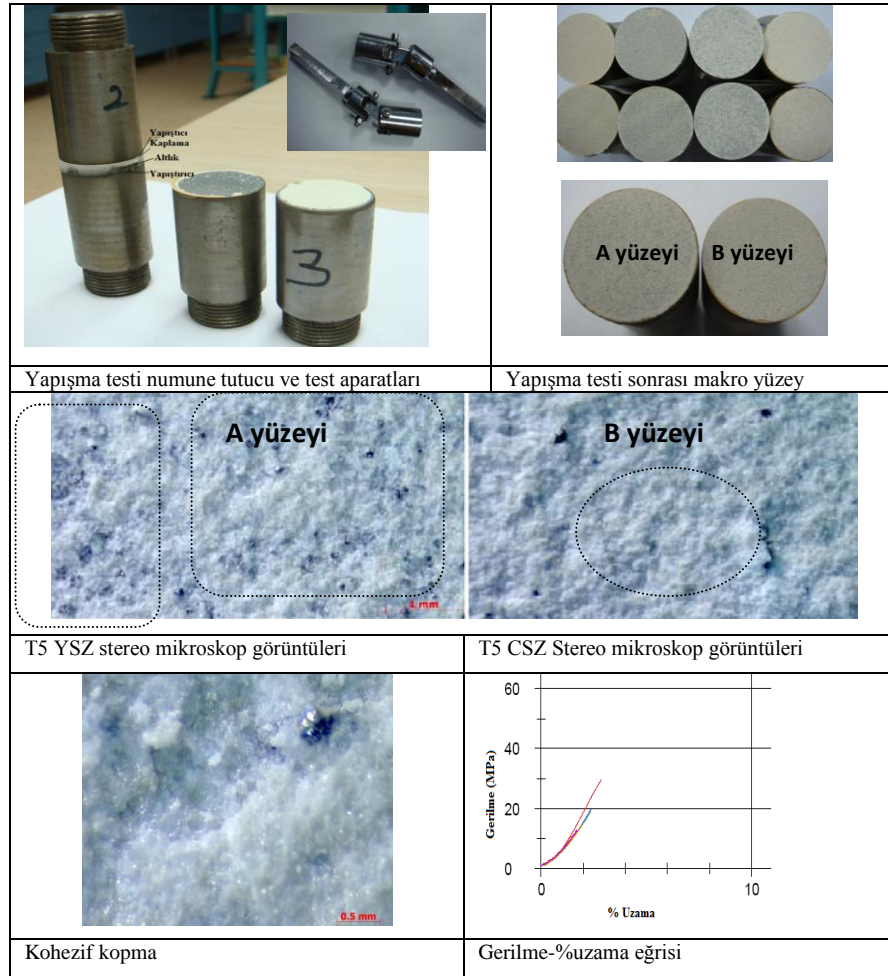 2
Yapıştıcı
Kaplama
Altlık
Yapıştırıcı
3
A yüzeyi B yüzeyi
Yapışma testi numune tutucu ve test aparatları
Yapışma testi sonrası makro yüzey
A yüzeyi
B yüzeyi
1 mm
T5 YSZ stereo mikroskop görüntüleri
T5 CSZ Stereo mikroskop görüntüleri
0.5 mm
Gerilme (MPa)
60
40
20
0
0 10
% Uzama
Kohezif kopma
Gerilme-%uzama eğrisi